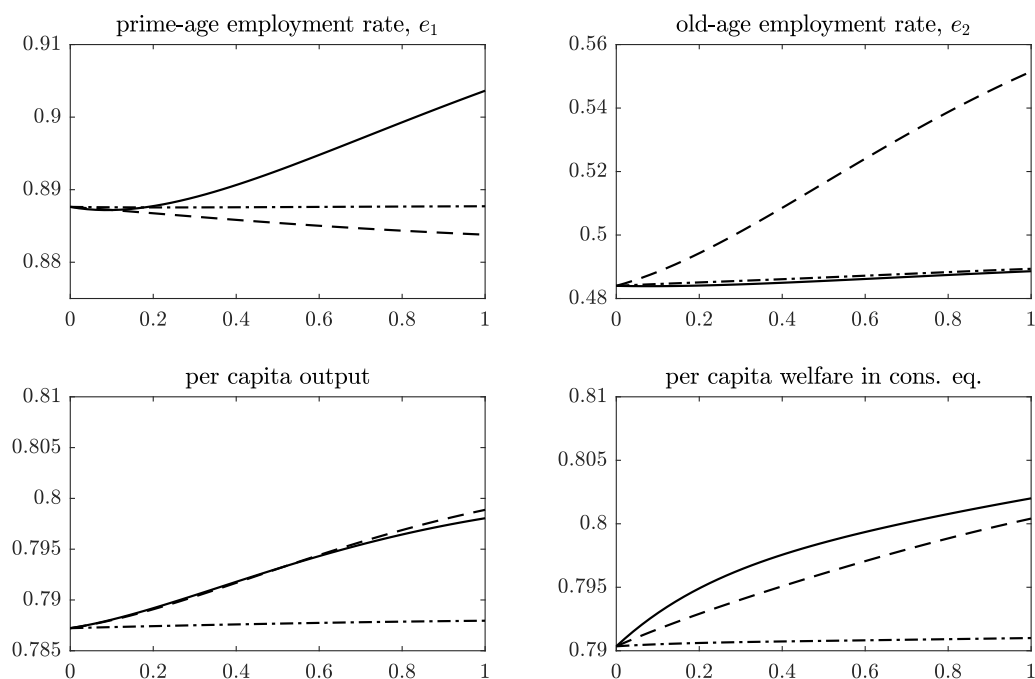 prime-age employment rate, e₁
0.91
0.9
0.89
0.88
0 0.2 0.4 0.6 0.8 1
old-age employment rate, e₂
0.56
0.54
0.52
0.5
0.48
0 0.2 0.4 0.6 0.8 1
per capita output
0.81
0.805
0.8
0.795
0.79
0.785
0 0.2 0.4 0.6 0.8 1
per capita welfare in cons. eq.
0.81
0.805
0.8
0.795
0.79
0 0.2 0.4 0.6 0.8 1